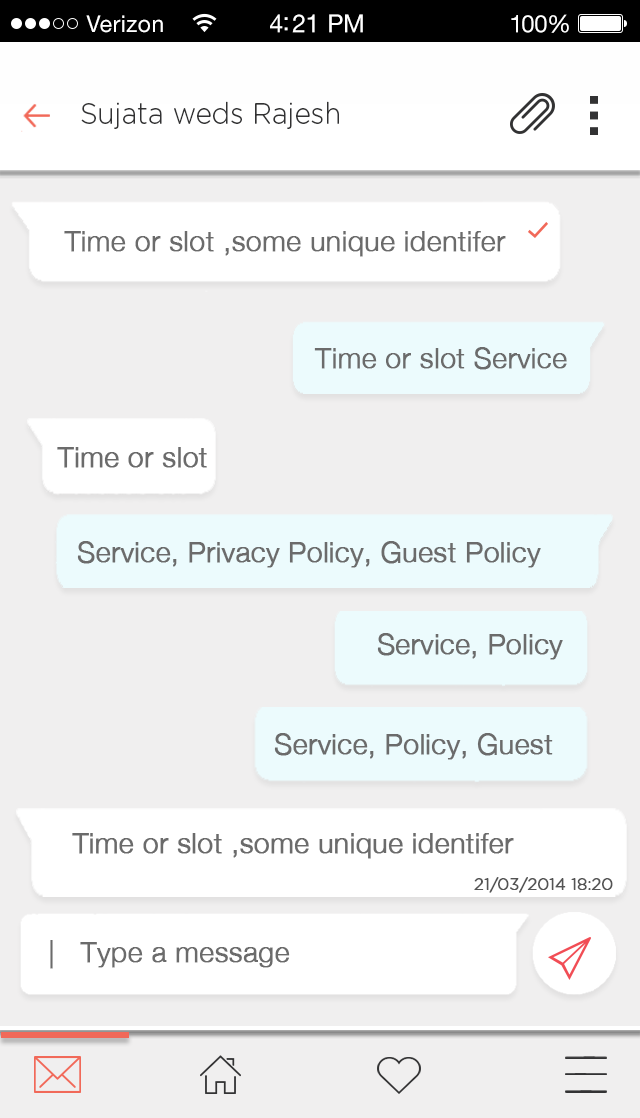 Verizon 4:21 PM 100%
Sujata weds Rajesh
Time or slot ,some unique identifer
Time or slot Service
Time or slot
Service, Privacy Policy, Guest Policy
Service, Policy
Service, Policy, Guest
Time or slot ,some unique identifer
21/03/2014 18:20
Type a message